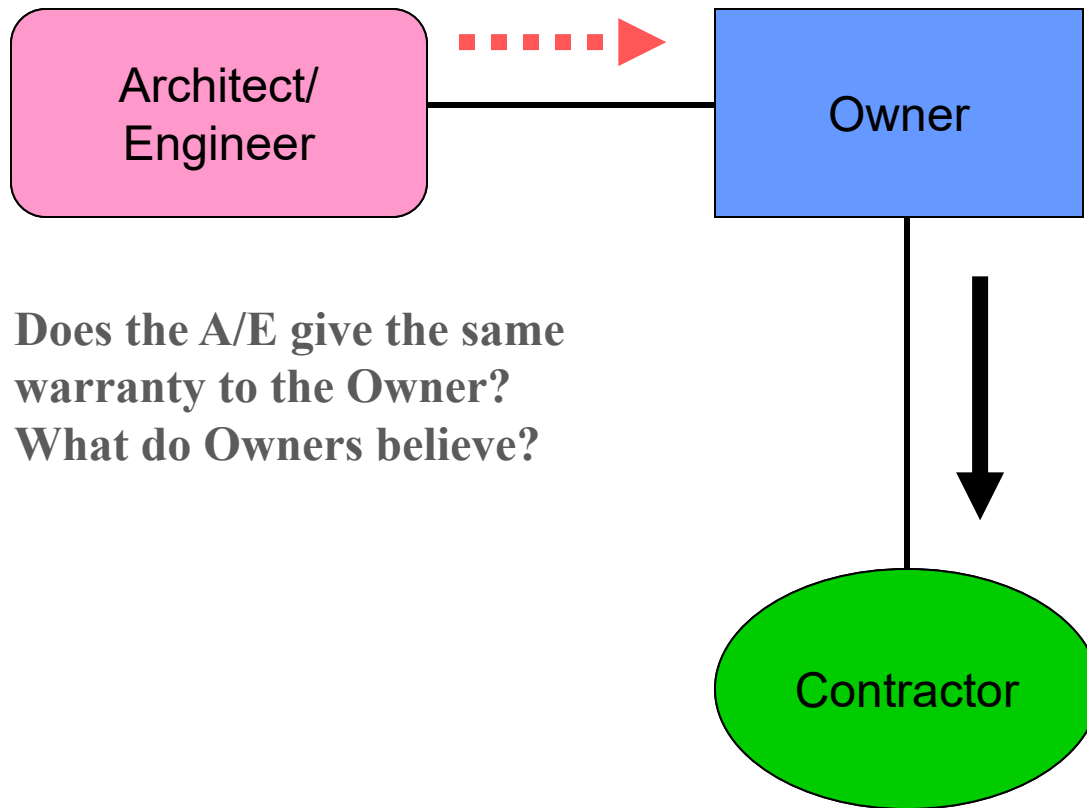 Architect/
Engineer
Owner
Does the A/E give the same
warranty to the Owner?
What do Owners believe?
Contractor